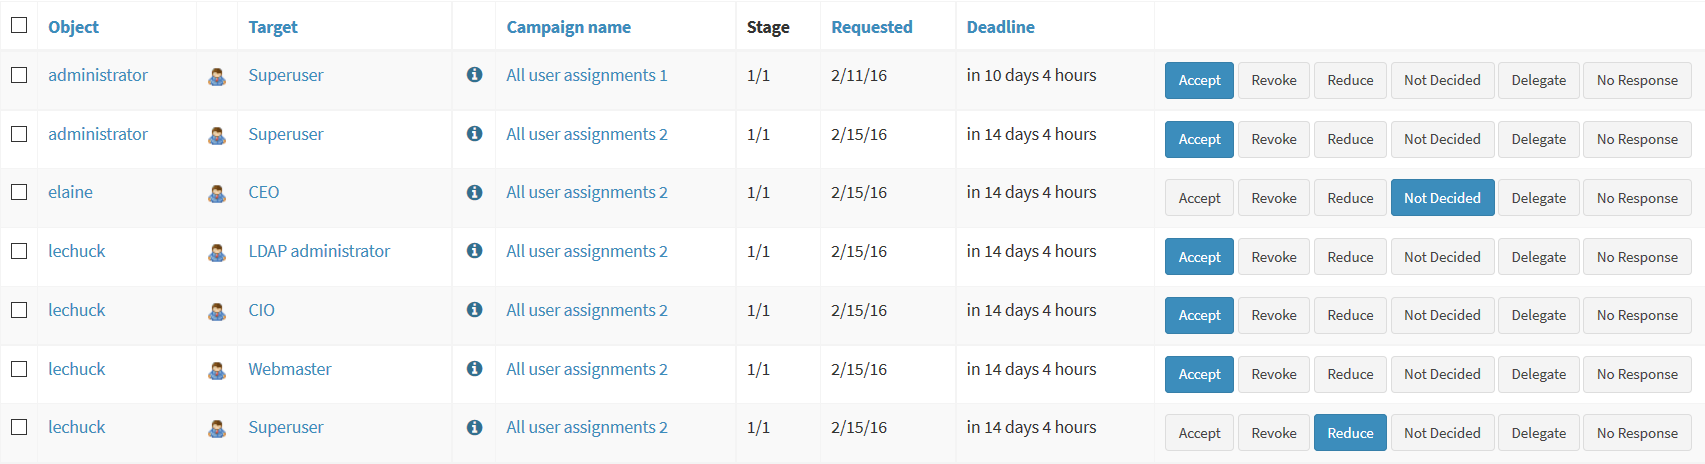 Object Target Campaign name Stage Requested Deadline
administrator Superuser All user assignments 1 1/1 2/11/16 in 10 days 4 hours Accept Revoke Reduce Not Decided Delegate No Response
administrator Superuser All user assignments 2 1/1 2/15/16 in 14 days 4 hours Accept Revoke Reduce Not Decided Delegate No Response
elaine CEO All user assignments 2 1/1 2/15/16 in 14 days 4 hours Accept Revoke Reduce Not Decided Delegate No Response
lechuck LDAP administrator All user assignments 2 1/1 2/15/16 in 14 days 4 hours Accept Revoke Reduce Not Decided Delegate No Response
lechuck CIO All user assignments 2 1/1 2/15/16 in 14 days 4 hours Accept Revoke Reduce Not Decided Delegate No Response
lechuck Webmaster All user assignments 2 1/1 2/15/16 in 14 days 4 hours Accept Revoke Reduce Not Decided Delegate No Response
lechuck Superuser All user assignments 2 1/1 2/15/16 in 14 days 4 hours Accept Revoke Reduce Not Decided Delegate No Response